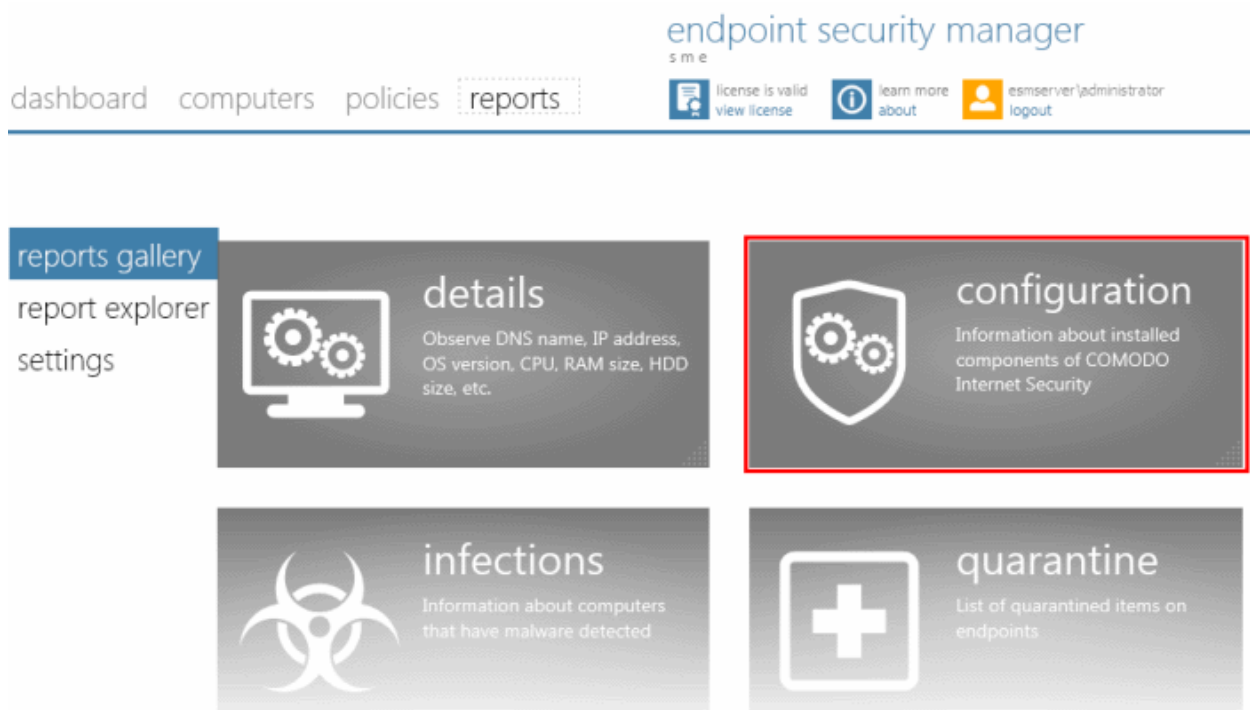 endpoint security manager
s m e
dashboard computers policies reports
license is valid
view license
learn more
about
esmserver\administrator
logout
reports gallery
report explorer
settings
details
Observe DNS name, IP address,
OS version, CPU, RAM size, HDD
size, etc.
configuration
Information about installed
components of COMODO
Internet Security
infections
Information about computers
that have malware detected
quarantine
List of quarantined items on
endpoints